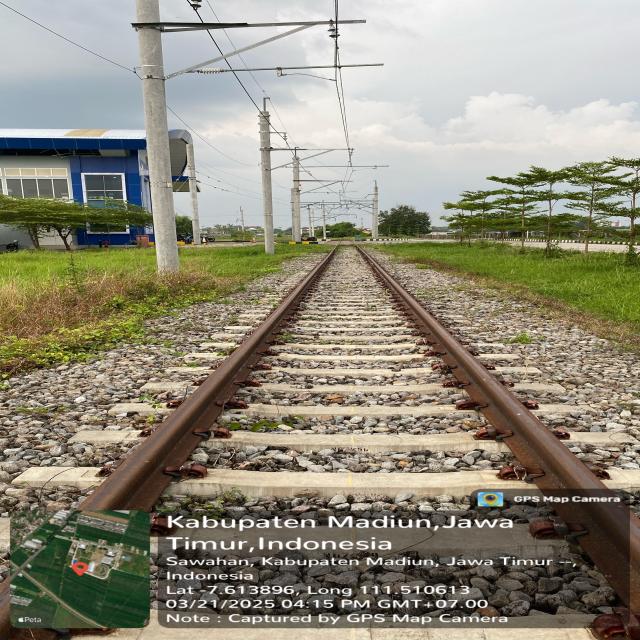 GPS Map Camera
Kabupaten Madiun,Jawa
Timur,Indonesia
Sawahan, Kabupaten Madiun, Jawa Timur --,
Indonesia
Lat -7.613896, Long 111.510613
03/21/2025 04:15 PM GMT+07.00
Note : Captured by GPS Map Camera
Peta